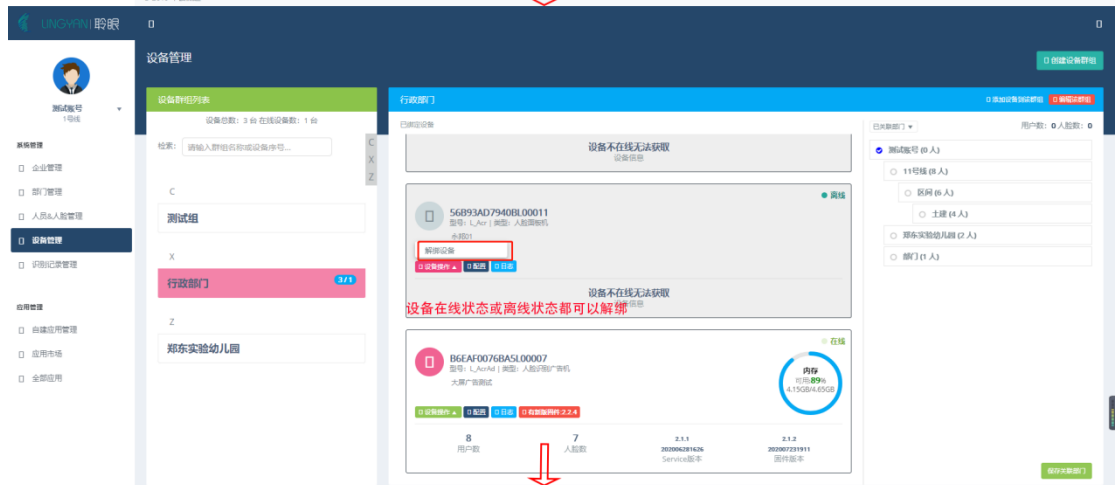 UNGYANI 聆眼
设备管理
创建设备群组
测试账号
1号线
系统管理
企业管理
部门管理
人员&人脸管理
设备管理
识别记录管理
应用管理
自建应用管理
应用市场
全部应用
设备群组列表
设备总数: 3 台 在线设备数: 1 台
检索: 请输入群组名称或设备序号...
C
X
Z
C
测试组
X
行政部门 3 / 1
Z
郑东实验幼儿园
行政部门
添加设备到该群组 编辑该群组
已绑定设备
设备不在线无法获取
设备信息
离线
56B93AD7940BL00011
型号: L_Acr | 类型: 人脸面板机
解绑设备
设备操作 配置 日志
设备不在线无法获取
设备信息
设备在线状态或离线状态都可以解绑
在线
B6EAF0076BA5L00007
型号: L_AcrAd | 类型: 人脸识别广告机
大屏广告测试
内存
可用:89%
4.15GB/4.65GB
设备操作 配置 日志 有新版固件:2.2.4
8
用户数
7
人脸数
2.1.1
202006281626
Service版本
2.1.2
202007231911
固件版本
已关联部门
用户数: 0 人脸数: 0
测试账号 (0 人)
11号线 (8 人)
区间 (6 人)
土建 (4 人)
郑东实验幼儿园 (2 人)
部门 (1 人)
保存关联部门